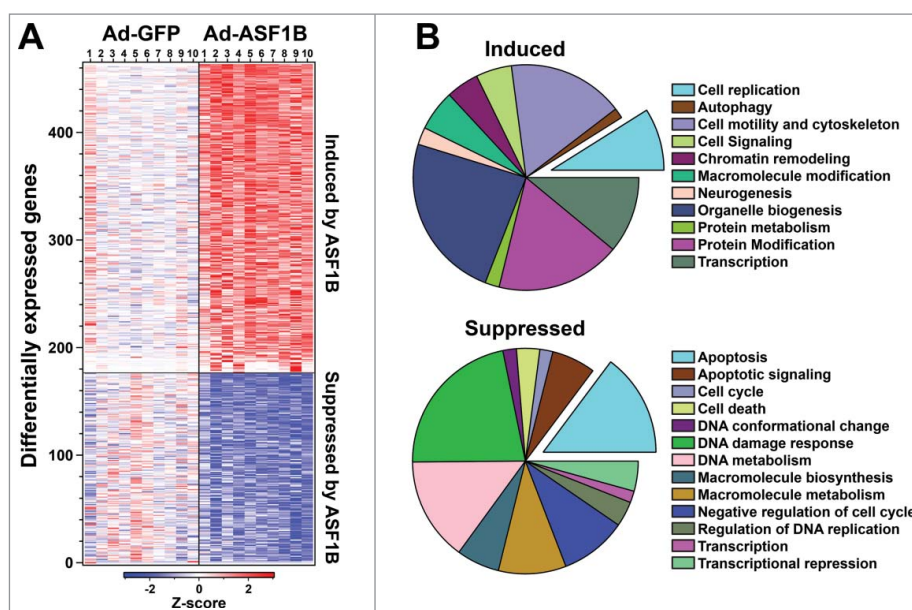 A
Ad-GFP Ad-ASF1B
1 2 3 4 5 6 7 8 9 10 1 2 3 4 5 6 7 8 9 10
Differentially expressed genes
400
300
200
100
0
Induced by ASF1B
Suppressed by ASF1B
-2 0 2
Z-score
B
Induced
Cell replication
Autophagy
Cell motility and cytoskeleton
Cell Signaling
Chromatin remodeling
Macromolecule modification
Neurogenesis
Organelle biogenesis
Protein metabolism
Protein Modification
Transcription
Suppressed
Apoptosis
Apoptotic signaling
Cell cycle
Cell death
DNA conformational change
DNA damage response
DNA metabolism
Macromolecule biosynthesis
Macromolecule metabolism
Negative regulation of cell cycle
Regulation of DNA replication
Transcription
Transcriptional repression